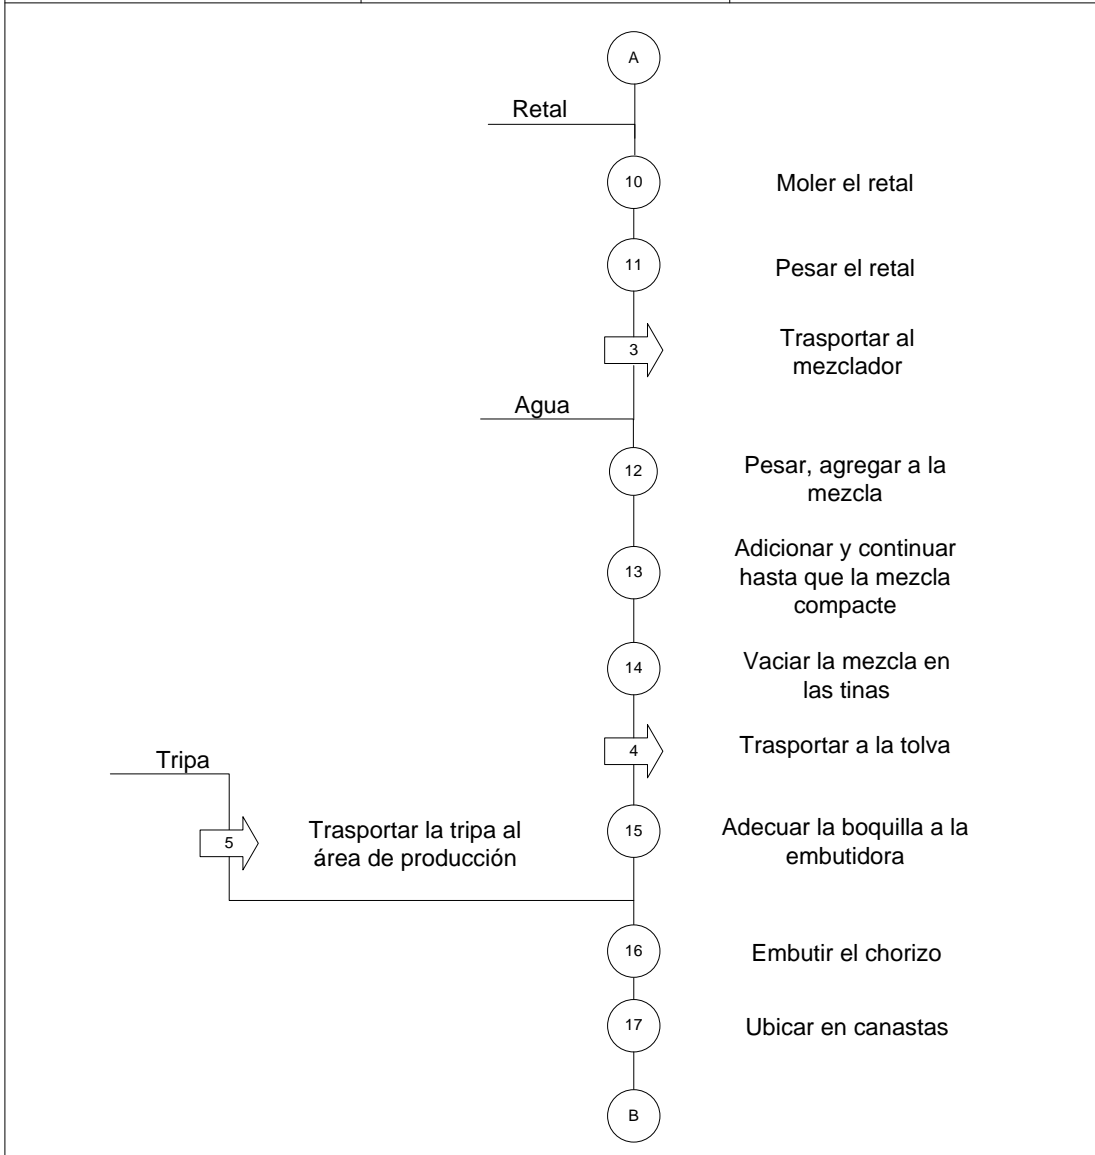 A
Retal
10
Moler el retal
11
Pesar el retal
3
Trasportar al
mezclador
Agua
12
Pesar, agregar a la
mezcla
13
Adicionar y continuar
hasta que la mezcla
compacte
14
Vaciar la mezcla en
las tinas
4
Trasportar a la tolva
Tripa
5
Trasportar la tripa al
área de producción
15
Adecuar la boquilla a la
embutidora
16
Embutir el chorizo
17
Ubicar en canastas
B